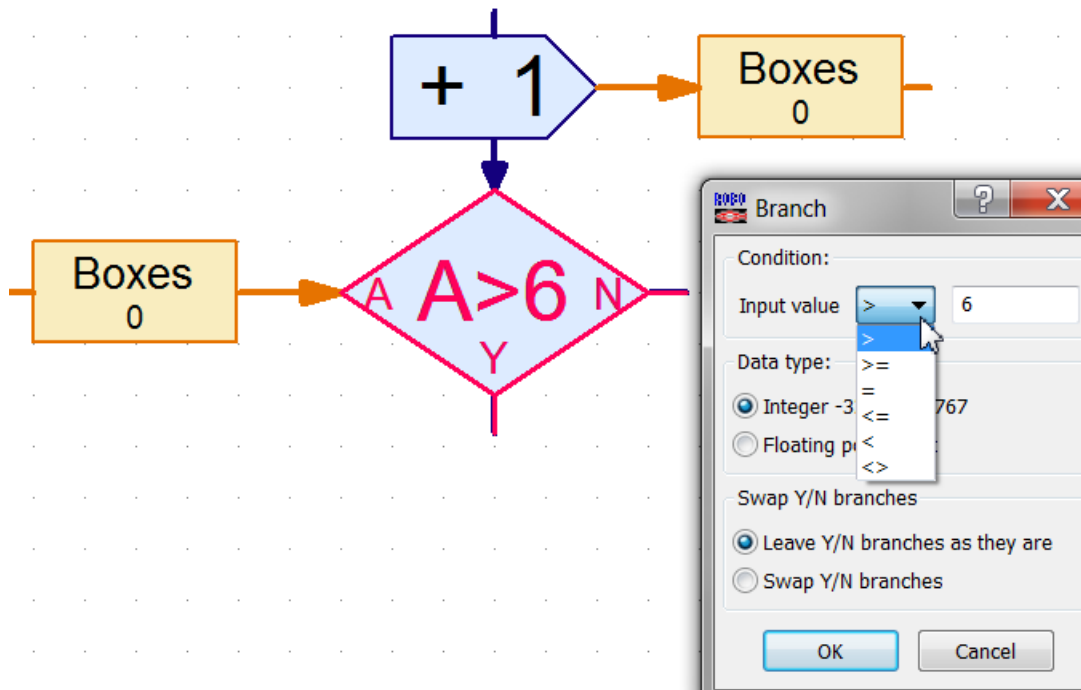 + 1
Boxes
0
Boxes
0
A
A>6
N
Y
ROBO
Branch
Condition:
Input value
>
6
>
>=
=
<=
<
<>
Data type:
Integer -3
767
Floating p
Swap Y/N branches
Leave Y/N branches as they are
Swap Y/N branches
OK
Cancel